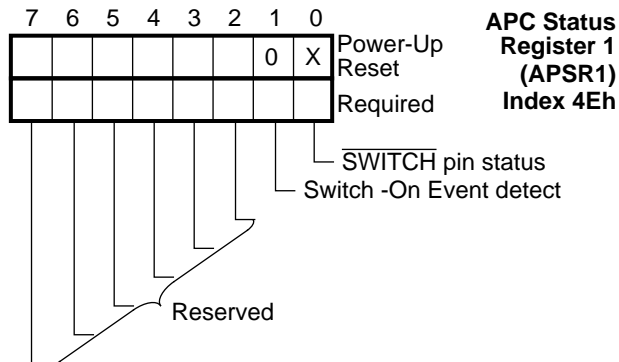 7 6 5 4 3 2 1 0
APC Status
Register 1
(APSR1)
Index 4Eh
0 X
Power-Up
Reset
Required
SWITCH pin status
Switch -On Event detect
Reserved